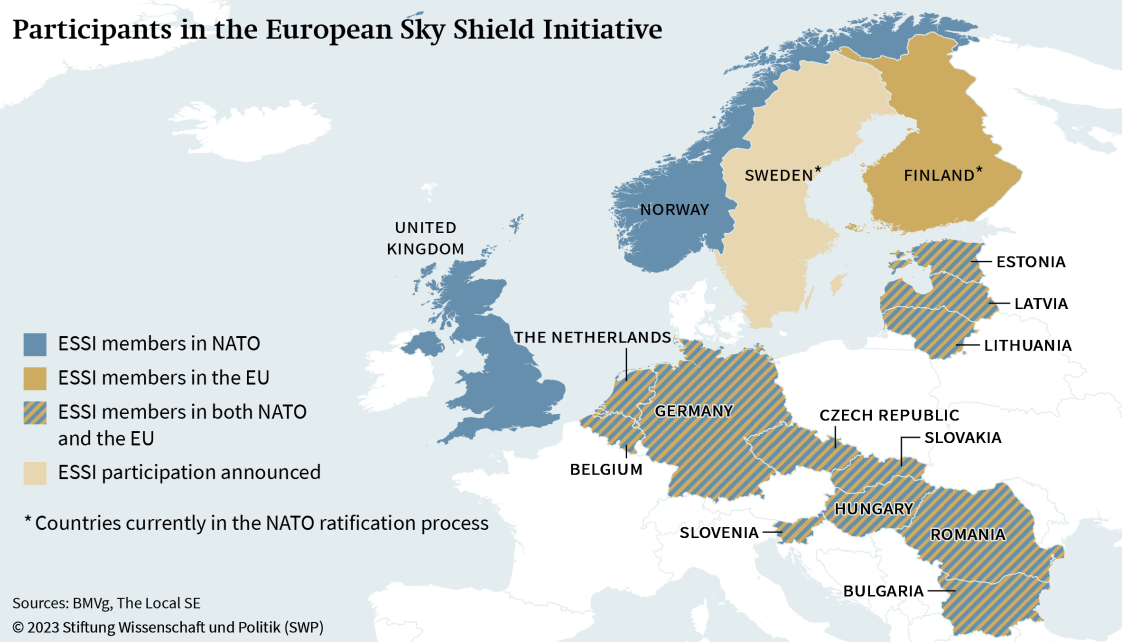 Participants in the European Sky Shield Initiative
SWEDEN*
FINLAND*
NORWAY
UNITED
KINGDOM
ESTONIA
LATVIA
LITHUANIA
THE NETHERLANDS
GERMANY
CZECH REPUBLIC
SLOVAKIA
BELGIUM
HUNGARY
SLOVENIA
ROMANIA
BULGARIA
ESSI members in NATO
ESSI members in the EU
ESSI members in both NATO
and the EU
ESSI participation announced
* Countries currently in the NATO ratification process
Sources: BMVg, The Local SE
© 2023 Stiftung Wissenschaft und Politik (SWP)